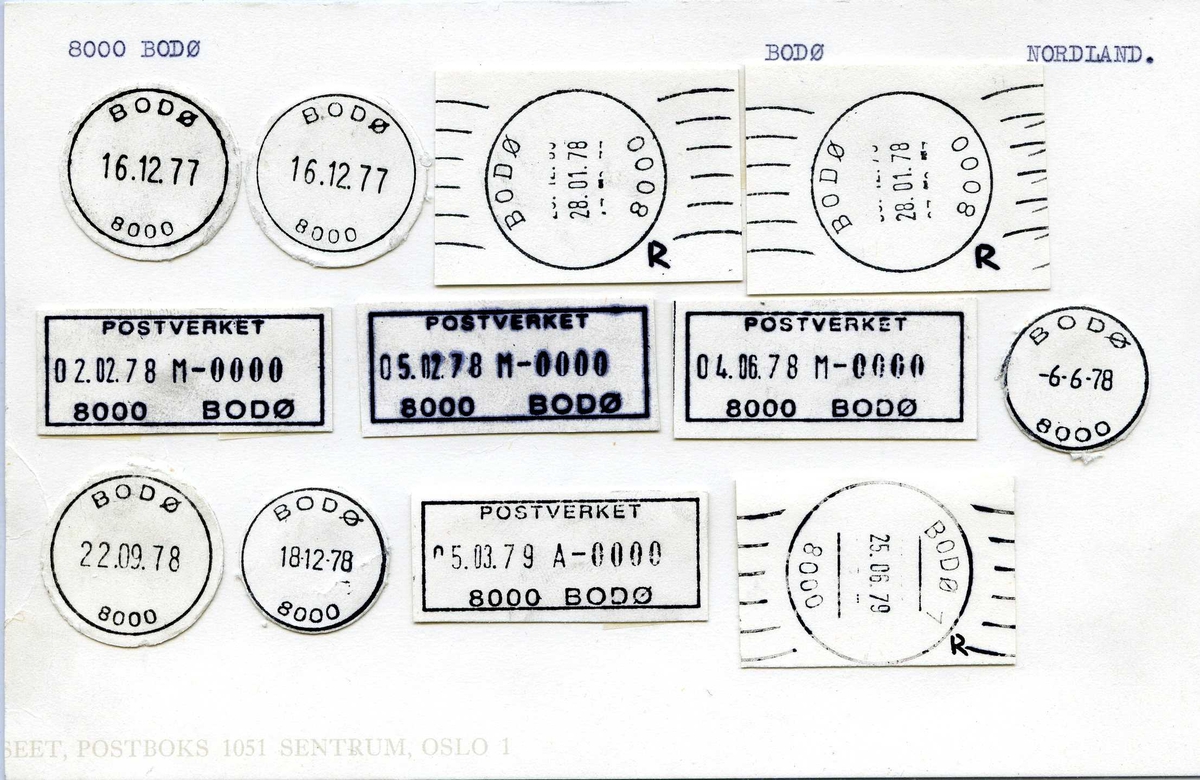 8000 BODØ
BODØ
NORDLAND.
BODØ
16.12.77
8000
BODØ
16.12.77
8000
BODØ
28.01.78
8000
R
BODØ
28.01.78
8000
R
POSTVERKET
02.02.78 M-0000
8000 BODØ
POSTVERKET
05.02.78 M-0000
8000 BODØ
POSTVERKET
04.06.78 M-0000
8000 BODØ
BODØ
-6-6-78
8000
BODØ
22.09.78
8000
BODØ
18-12-78
8000
POSTVERKET
05.03.79 A-0000
8000 BODØ
BODØ 7
25.06.79
8000
R
SEET, POSTBOKS 1051 SENTRUM, OSLO 1